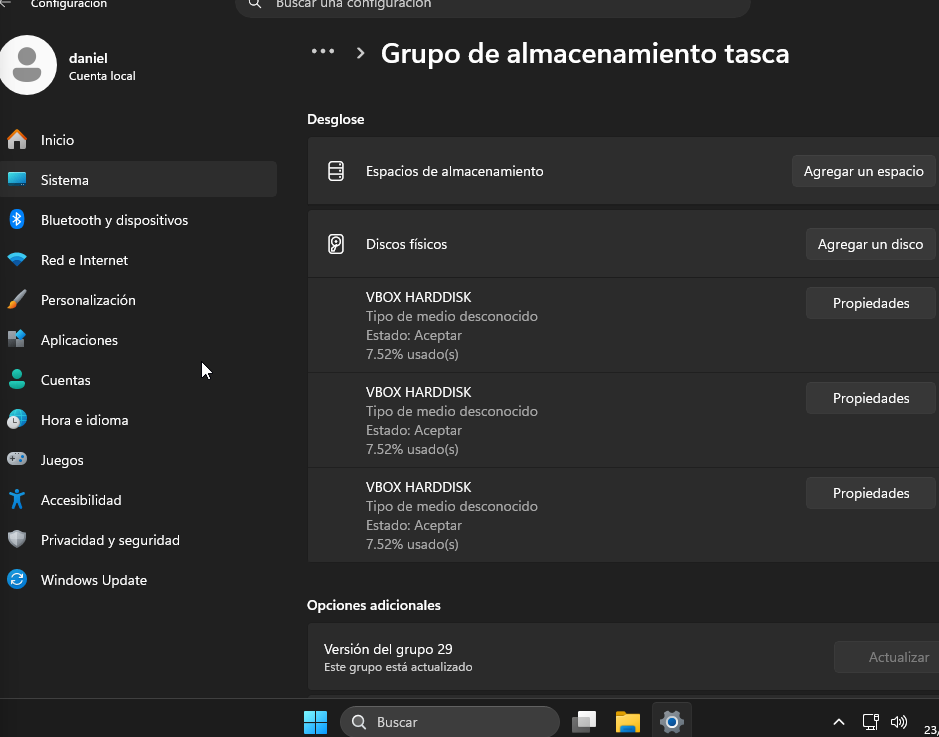 Configuración
Buscar una configuración
daniel
Cuenta local
Inicio
Sistema
Bluetooth y dispositivos
Red e Internet
Personalización
Aplicaciones
Cuentas
Hora e idioma
Juegos
Accesibilidad
Privacidad y seguridad
Windows Update
··· > Grupo de almacenamiento tasca
Desglose
Espacios de almacenamiento
Agregar un espacio
Discos físicos
Agregar un disco
VBOX HARDDISK
Propiedades
Tipo de medio desconocido
Estado: Aceptar
7.52% usado(s)
VBOX HARDDISK
Propiedades
Tipo de medio desconocido
Estado: Aceptar
7.52% usado(s)
VBOX HARDDISK
Propiedades
Tipo de medio desconocido
Estado: Aceptar
7.52% usado(s)
Opciones adicionales
Versión del grupo 29
Este grupo está actualizado
Actualizar
Buscar
23,